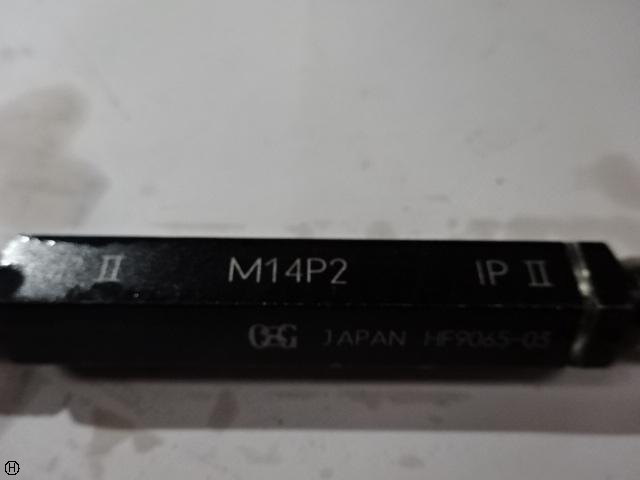 II M14P2 IP II
OSG JAPAN HF9065-03
H